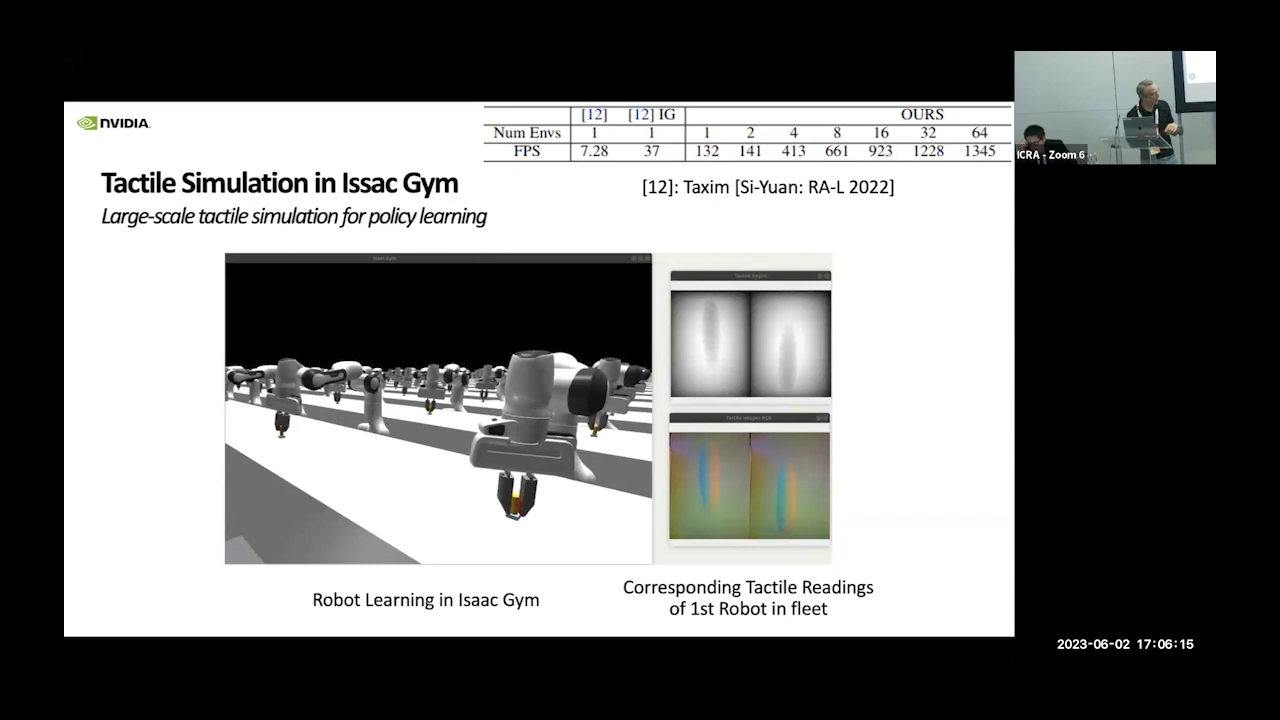 NVIDIA.
[12] [12] IG OURS
Num Envs 1 1 1 2 4 8 16 32 64
FPS 7.28 37 132 141 413 661 923 1228 1345
Tactile Simulation in Issac Gym
[12]: Taxim [Si-Yuan: RA-L 2022]
Large-scale tactile simulation for policy learning
Isaac Gym
Robot Learning in Isaac Gym
Corresponding Tactile Readings
of 1st Robot in fleet
ICRA - Zoom 6
2023-06-02 17:06:15